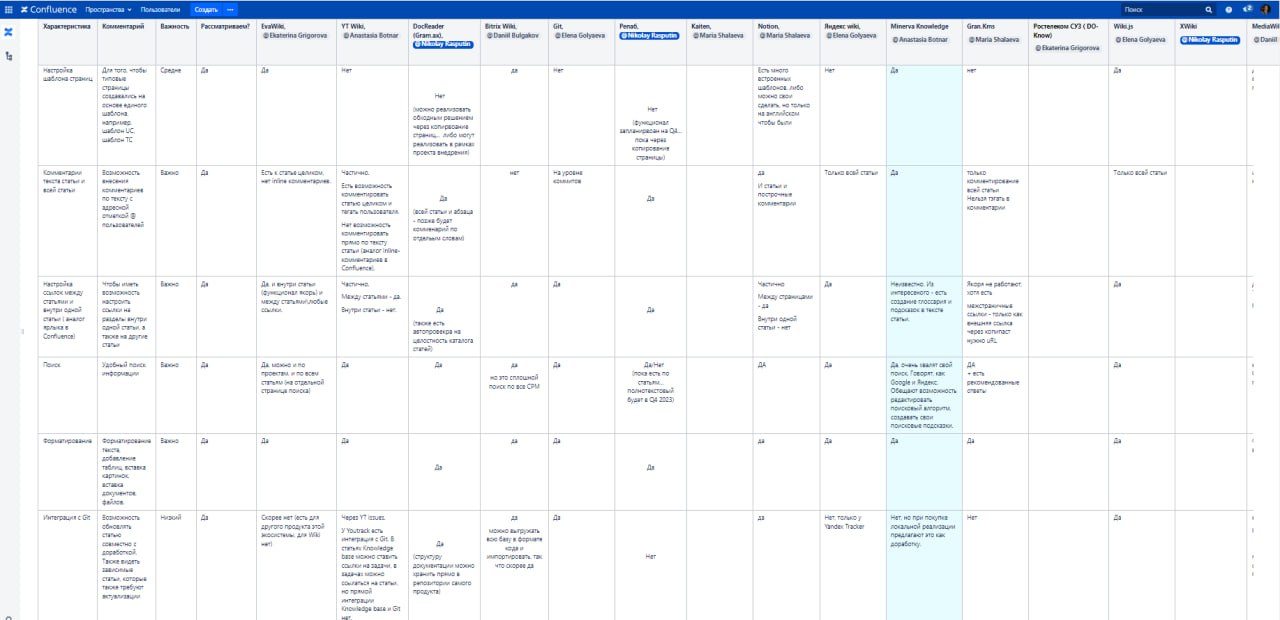 Confluence Пространства Пользователи Создать ... Поиск
Характеристика
Комментарий
Важность
Рассматриваем?
EvaWiki,
@Ekaterina Grigorova
YT Wiki,
@Anastasia Botnar
DocReader
(Gram.ax),
@Nikolay Rasputin
Bitrix Wiki,
@Daniil Bulgakov
Git,
@Elena Golyaeva
Репаб,
@Nikolay Rasputin
Kaiten,
@Maria Shalaeva
Notion,
@Maria Shalaeva
Яндекс wiki,
@Elena Golyaeva
Minerva Knowledge
@Anastasia Botnar
Gran.Kms
@Maria Shalaeva
Ростелеком СУЗ ( DO-
Know)
@Ekaterina Grigorova
Wiki.js
@Elena Golyaeva
XWiki
@Nikolay Rasputin
MediaWi
@Daniil
Настройка
шаблона страниц
Для того, чтобы
типовые
страницы
создавались на
основе единого
шаблона,
например,
шаблон UC,
шаблон ТС
Средне
Да
Да
Нет
Нет
(можно реализовать
обходным решением
через копирование
страниц... либо могут
реализовать в рамках
проекта внедрения)
да
Нет
Нет
(функционал
запланирован на Q4...
пока через
копирование
страницы)
Есть много
встроенных
шаблонов, либо
можно свои
сделать, но только
на английском
чтобы были
Нет
Да
нет
Да
Комментарии
текста статьи и
всей статьи
Возможность
внесения
комментариев
по тексту с
адресной
отметкой @
пользователей
Важно
Да
Есть к статье целиком,
нет inline комментариев.
Частично.
Есть возможность
комментировать
статью целиком и
тагать пользователя.
Нет возможность
комментировать
прямо по тексту
статьи (аналог inline-
комментариев в
Confluence).
Да
(всей статьи и абзаца
- позже будет
комменарий по
отдельым словам)
нет
На уровне
коммитов
Да
да
И статьи и
построчные
комментарии
Только всей статьи
Да
только
комментирование
всей статьи
Нельзя тэгать в
комментарии
Только всей статьи
Настройка
ссылок между
статьями и
внутри одной
статьи ( аналог
ярлыка в
Confluence)
Чтобы иметь
возможность
настроить
ссылки на
разделы внутри
одной статьи, а
также на другие
статьи
Важно
Да
Да, и внутри статьи
(функционал якорь) и
между статьями\любые
ссылки.
Частично.
Между статьями - да.
Внутри статьи - нет.
Да
(также есть
автопроверка на
целостность каталога
статей)
да
Да
Да
Частично
Между страницами
- да
Внутри одной
статьи - нет
Да
Неизвестно. Из
интересного - есть
создание глоссария и
подсказок в тексте
статьи.
Якоря не работают,
хотя есть
межстраничные
ссылки - только как
внешняя ссылка
через копипаст
нужно uRL
Да
Поиск
Удобный поиск
информации
Важно
Да
Да, можно и по
проектам, и по всем
статьям (на отдельной
странице поиска)
Да
Да
да
но это сплошной
поиск по все СРМ
Да
Да/Нет
(пока есть по
статьям...
полнотекстовый
будет в Q4 2023)
ДА
Да
Да, очень хвалят свой
поиск. Говорят, как
Google и Яндекс.
Обещают возможность
редактировать
поисковый алгоритм,
создавать свои
поисковые подсказки.
ДА
+ есть
рекомендованные
ответы
Да
Форматирование
Форматирование
текста,
добавление
таблиц, вставка
картинок,
вставка
документов,
файлов.
Важно
Да
Да
Да
Да
да
Да
Да
да
Да
Да
Да
Да
Интеграция с Git
Возможность
обновлять
статью
совместно с
доработкой.
Также видеть
зависимые
статьи, которые
также требуют
актуализации
Низкий
Да
Скорее нет (есть для
другого продукта этой
экосистемы, для Wiki
нет)
Через YT issues.
У Youtrack есть
интеграция с Git. В
статьях Knowledge
base можно ставить
ссылки на задачи, в
задачах можно
ссылаться на статьи,
но прямой
интеграции
Knowledge base и Git
нет.
Да
(структуру
документации можно
хранить прямо в
репозитории самого
продукта)
да
можно выгружать
всю базу в формате
кода и
импортировать, так
что скорее да
Да
Нет
да
Нет, только у
Yandex Tracker
Нет, но при покупке
локальной реализации
предлагают это как
доработку.
Нет
Да